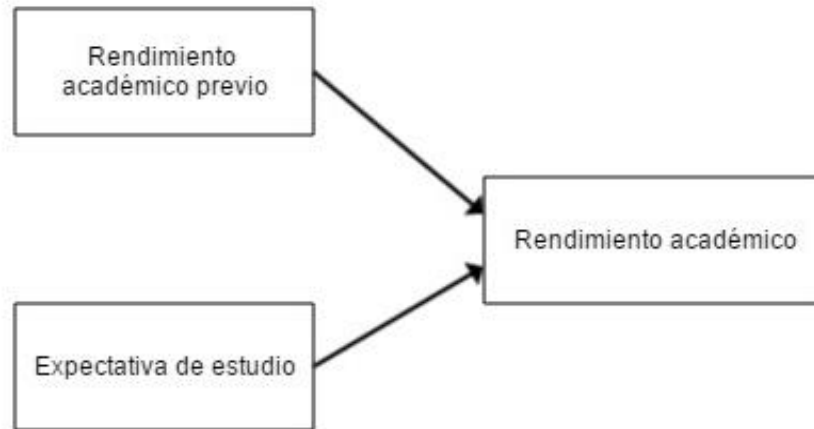 Rendimiento
académico previo
Rendimiento académico
Expectativa de estudio